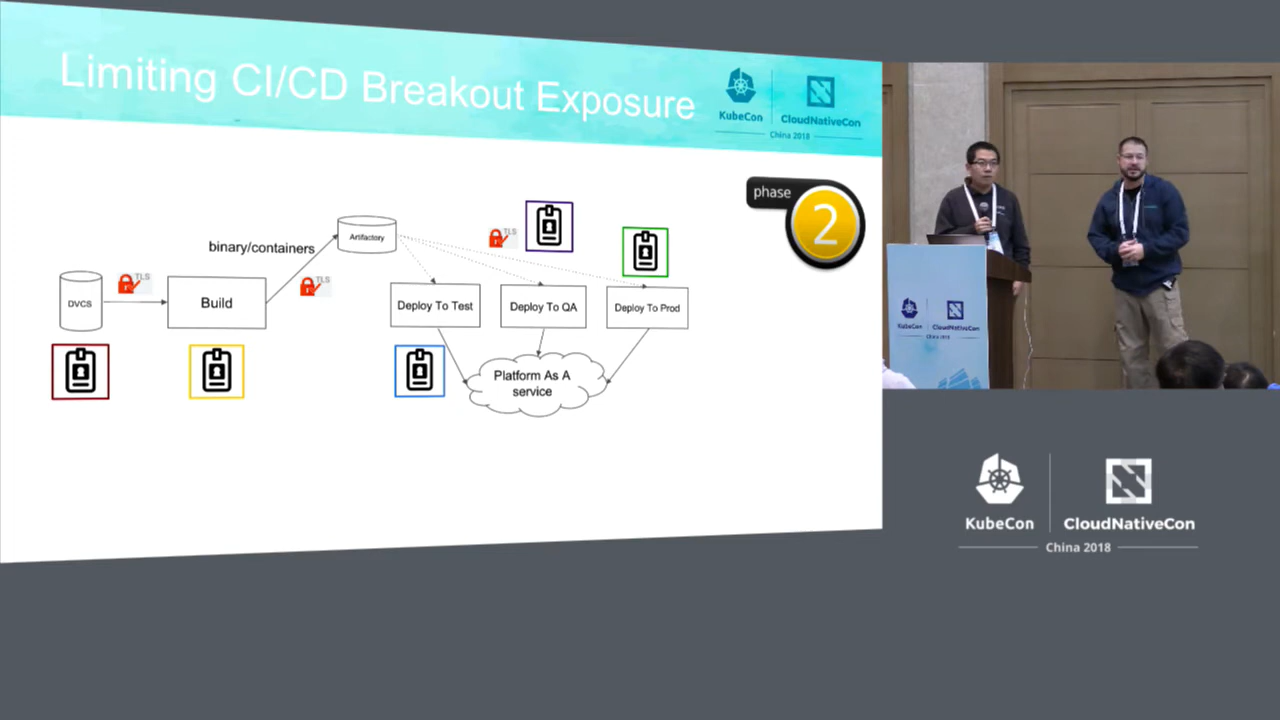 Limiting CI/CD Breakout Exposure
KubeCon
CloudNativeCon
China 2018
phase
2
binary/containers
Artifactory
TLS
TLS
TLS
DVCS
Build
Deploy To Test
Deploy To QA
Deploy To Prod
Platform As A
service
KubeCon
CloudNativeCon
China 2018
KubeCon
CloudNativeCon
China 2018